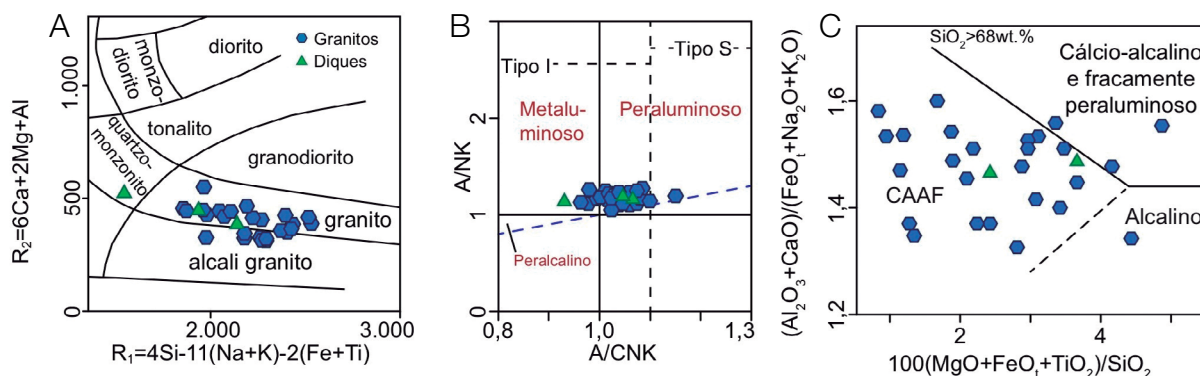 A
R₂=6Ca+2Mg+Al
1.000
500
0
2.000
3.000
R₁=4Si-11(Na+K)-2(Fe+Ti)
monzo-
diorito
diorito
Granitos
Diques
quartzo-
monzonito
tonalito
granodiorito
granito
alcali granito
B
A/NK
2
1
0
Tipo I
Tipo S
Metalu-
minoso
Peraluminoso
Peralcalino
0,8
1,0
1,3
A/CNK
C
(Al₂O₃+CaO)/(FeOₜ+Na₂O+K₂O)
1,6
1,4
1,2
SiO₂>68wt.%
Cálcio-alcalino
e fracamente
peraluminoso
CAAF
Alcalino
2
4
100(MgO+FeOₜ+TiO₂)/SiO₂